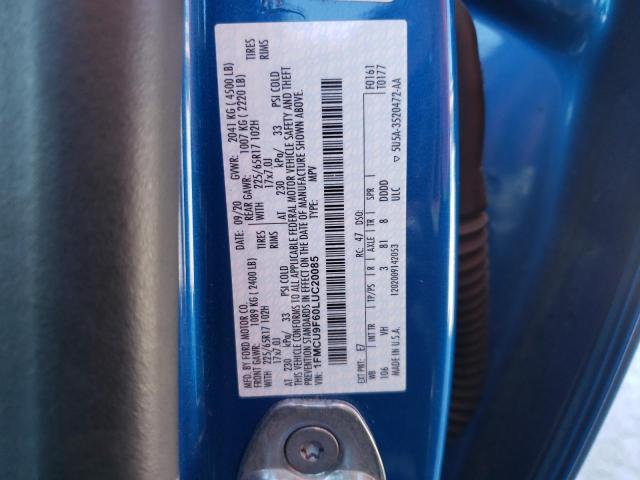 MFD. BY FORD MOTOR CO.
DATE: 09/20 GVWR: 2041 KG ( 4500 LB)
FRONT GAWR: 1089 KG ( 2400 LB) REAR GAWR: 1007 KG ( 2220 LB)
WITH 225/65R17 102H TIRES WITH 225/65R17 102H TIRES
17x7.0J RIMS 17x7.0J RIMS
AT 230 kPa/ 33 PSI COLD AT 230 kPa/ 33 PSI COLD
THIS VEHICLE CONFORMS TO ALL APPLICABLE FEDERAL MOTOR VEHICLE SAFETY AND THEFT
PREVENTION STANDARDS IN EFFECT ON THE DATE OF MANUFACTURE SHOWN ABOVE.
VIN: 1FMCU9F60LUC20085 TYPE: MPV
F0161
T0177
EXT PNT: E7 RC: 47 DSO:
WB INT TR TP/PS R AXLE TR SPR
106 VH 3 81 8 DDDD
MADE IN U.S.A. 1202009142053 ULC
▽ 5U5A-3520472-AA